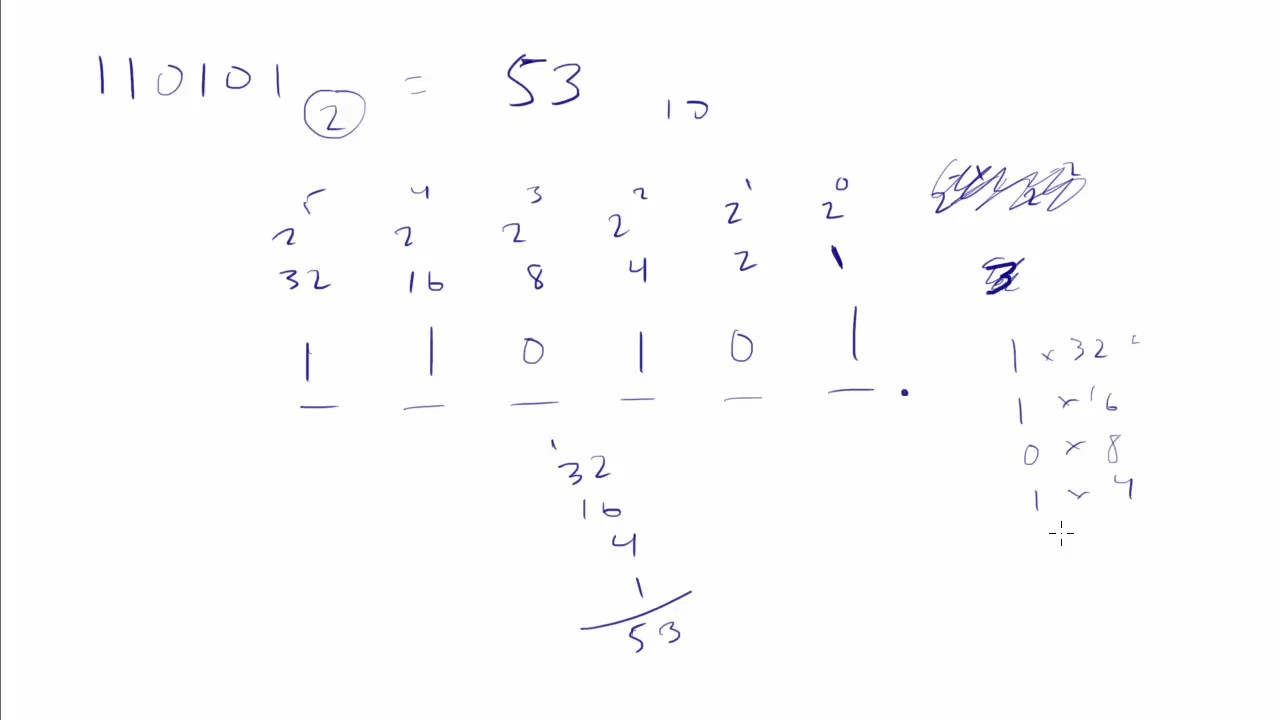 110101 2 = 53 10
5 4 3 2 1 0
2 2 2 2 2 2
32 16 8 4 2 1
3
1 1 0 1 0 1 .
1 × 32 =
1 × 16
0 × 8
1 × 4
1
32
16
4
1
53